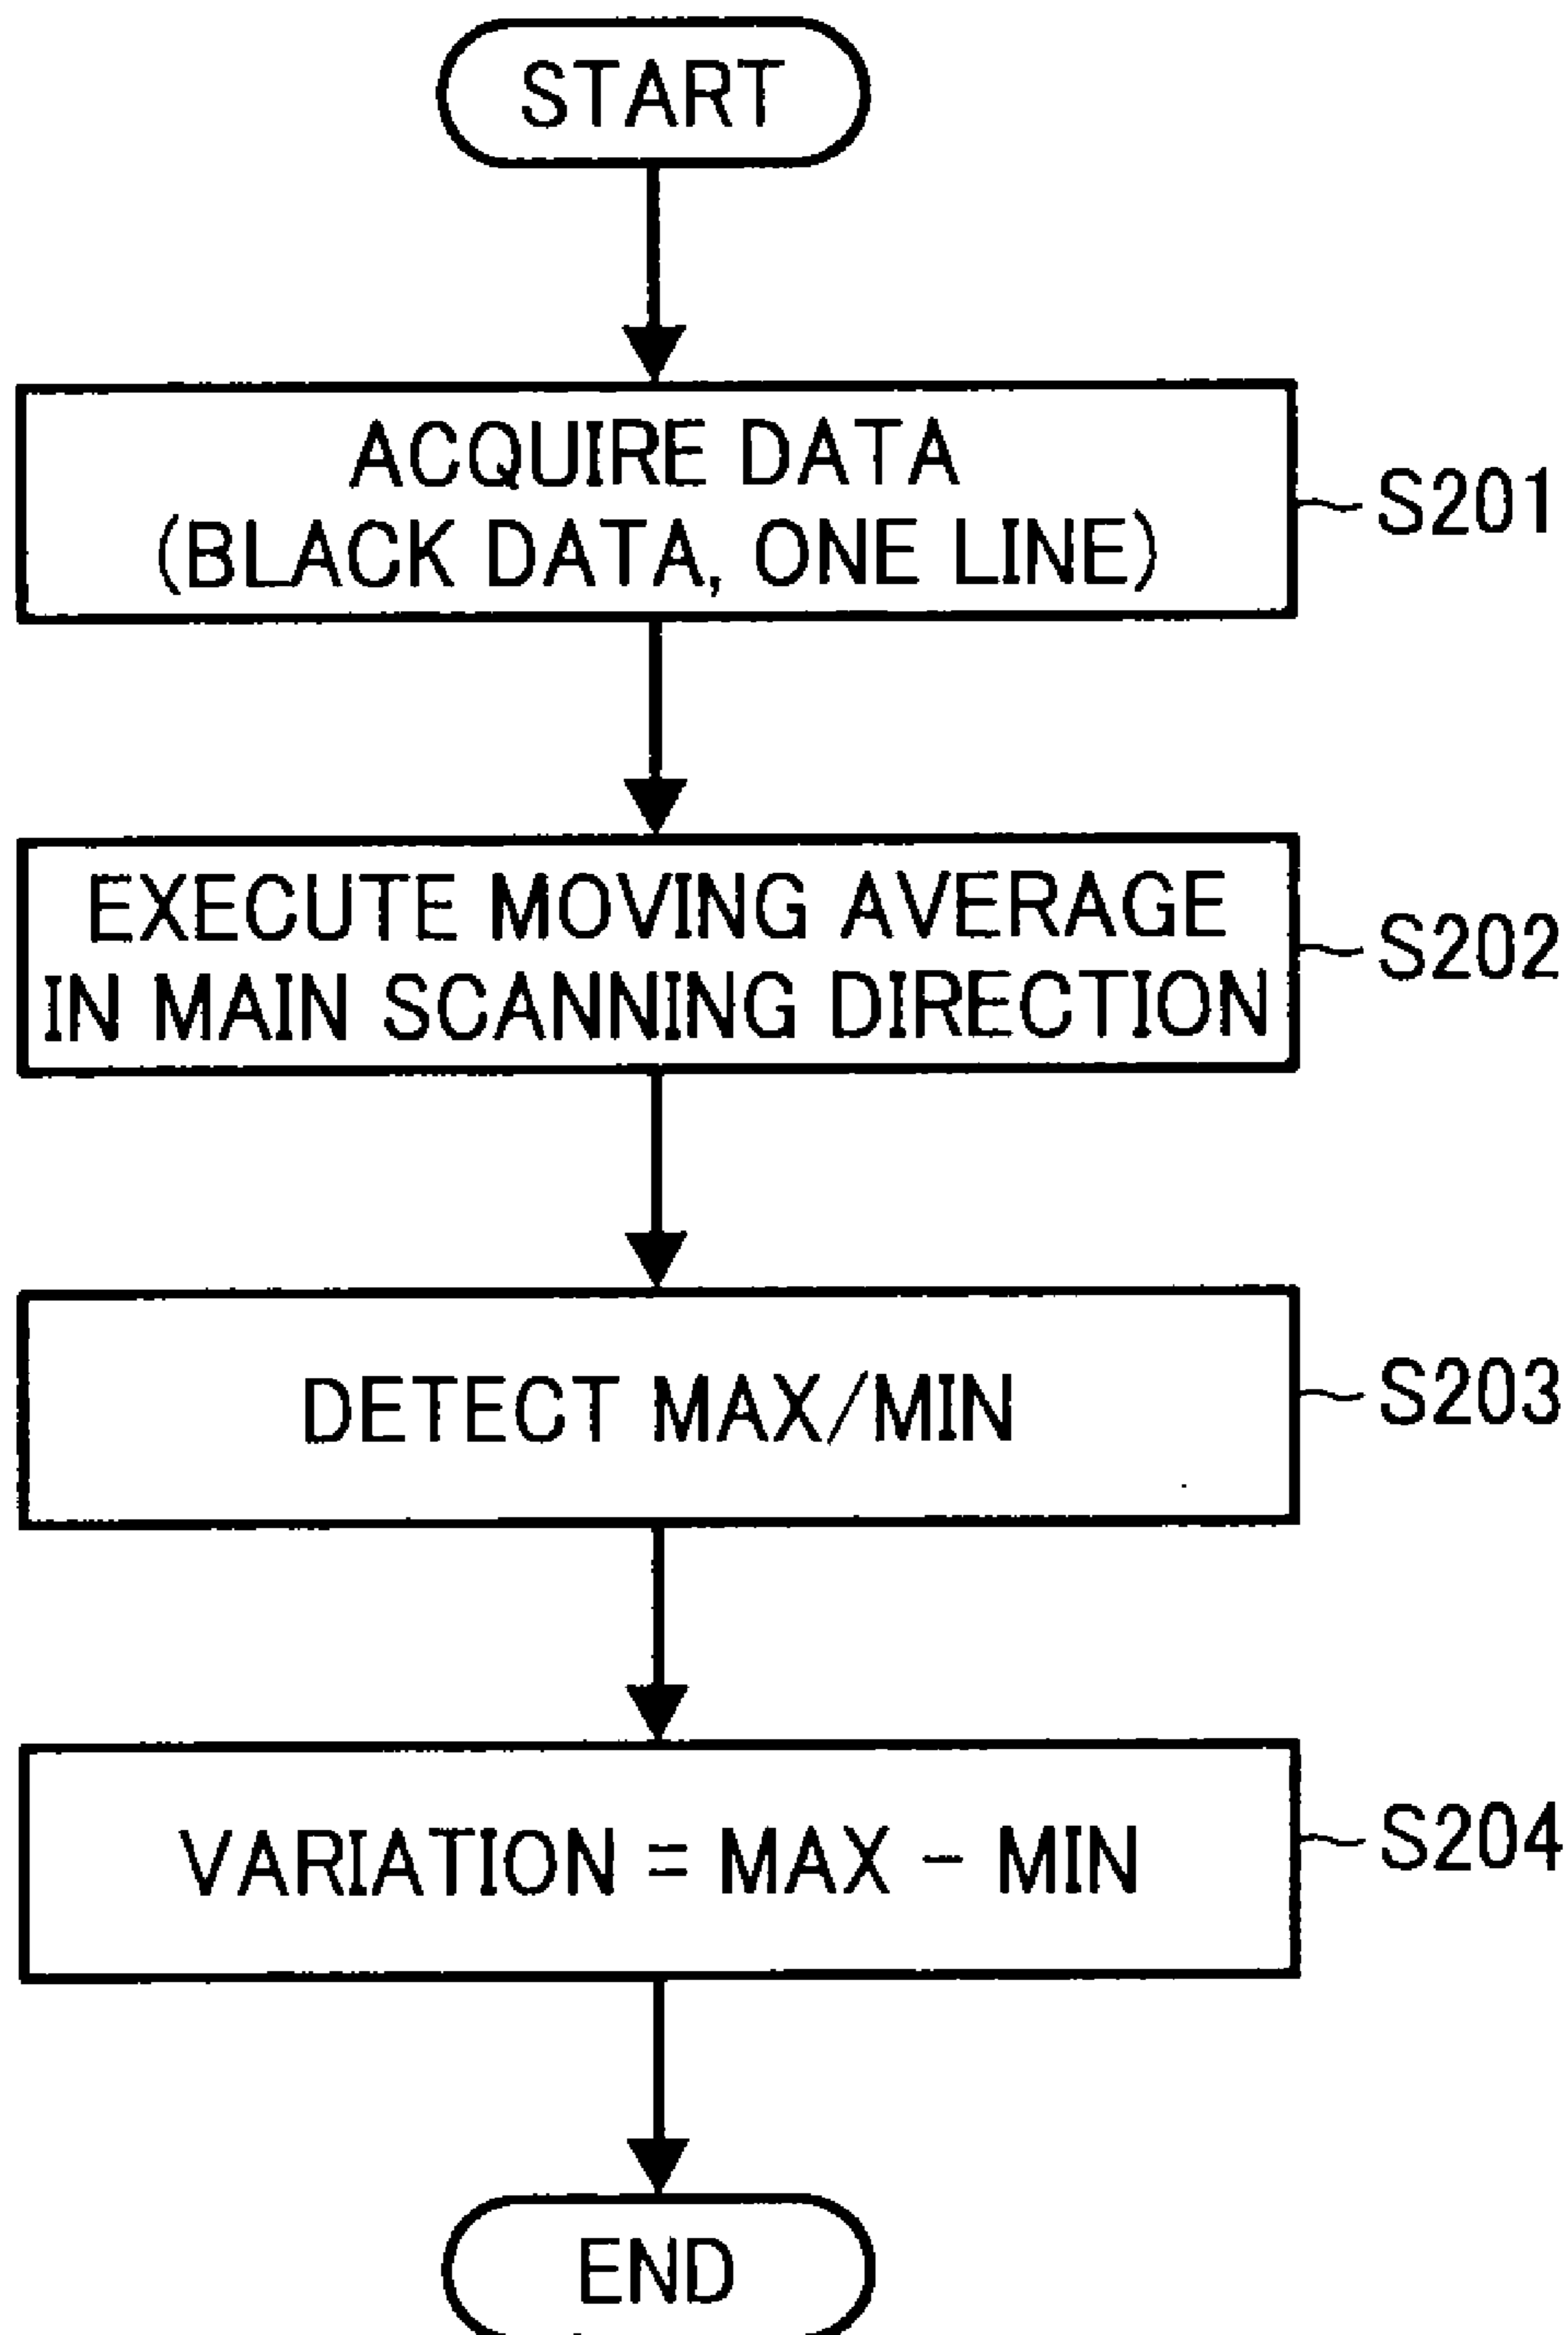 START
ACQUIRE DATA
(BLACK DATA, ONE LINE)
S201
EXECUTE MOVING AVERAGE
IN MAIN SCANNING DIRECTION
S202
DETECT MAX/MIN
S203
VARIATION = MAX - MIN
S204
END